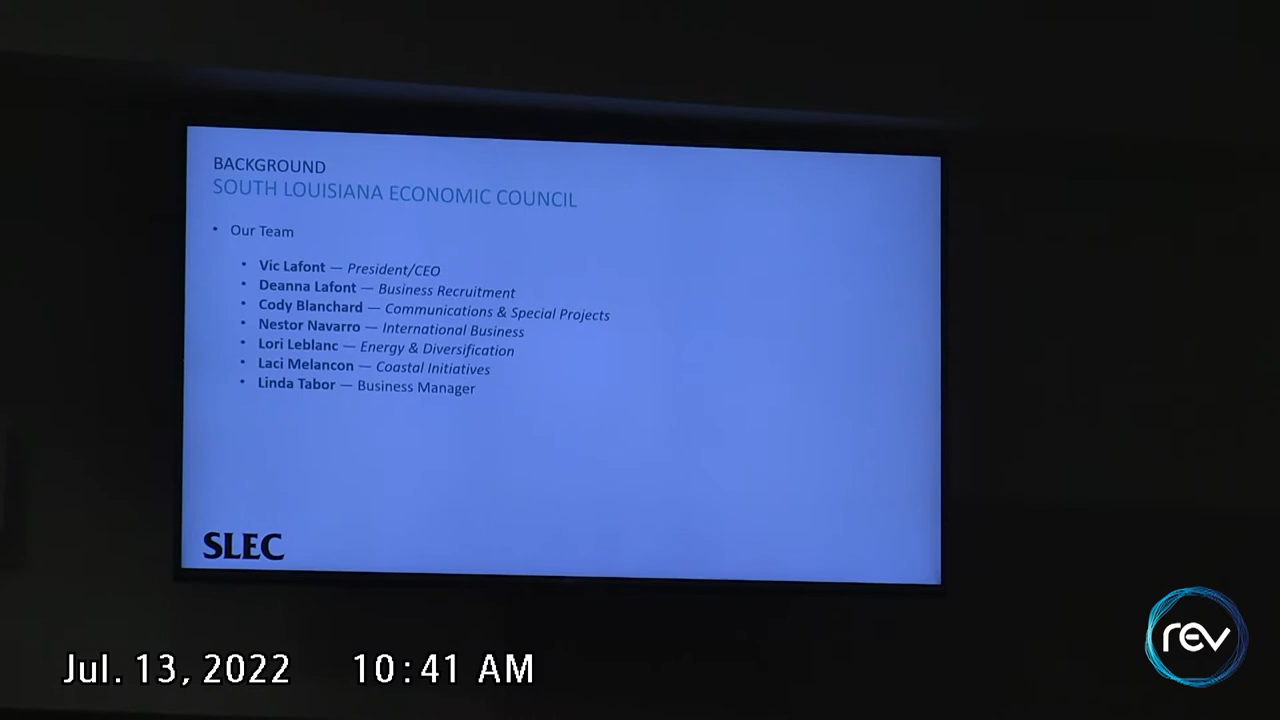 BACKGROUND
SOUTH LOUISIANA ECONOMIC COUNCIL
• Our Team
• Vic Lafont — President/CEO
• Deanna Lafont — Business Recruitment
• Cody Blanchard — Communications & Special Projects
• Nestor Navarro — International Business
• Lori Leblanc — Energy & Diversification
• Laci Melancon — Coastal Initiatives
• Linda Tabor — Business Manager
SLEC
rev
Jul. 13, 2022 10:41 AM